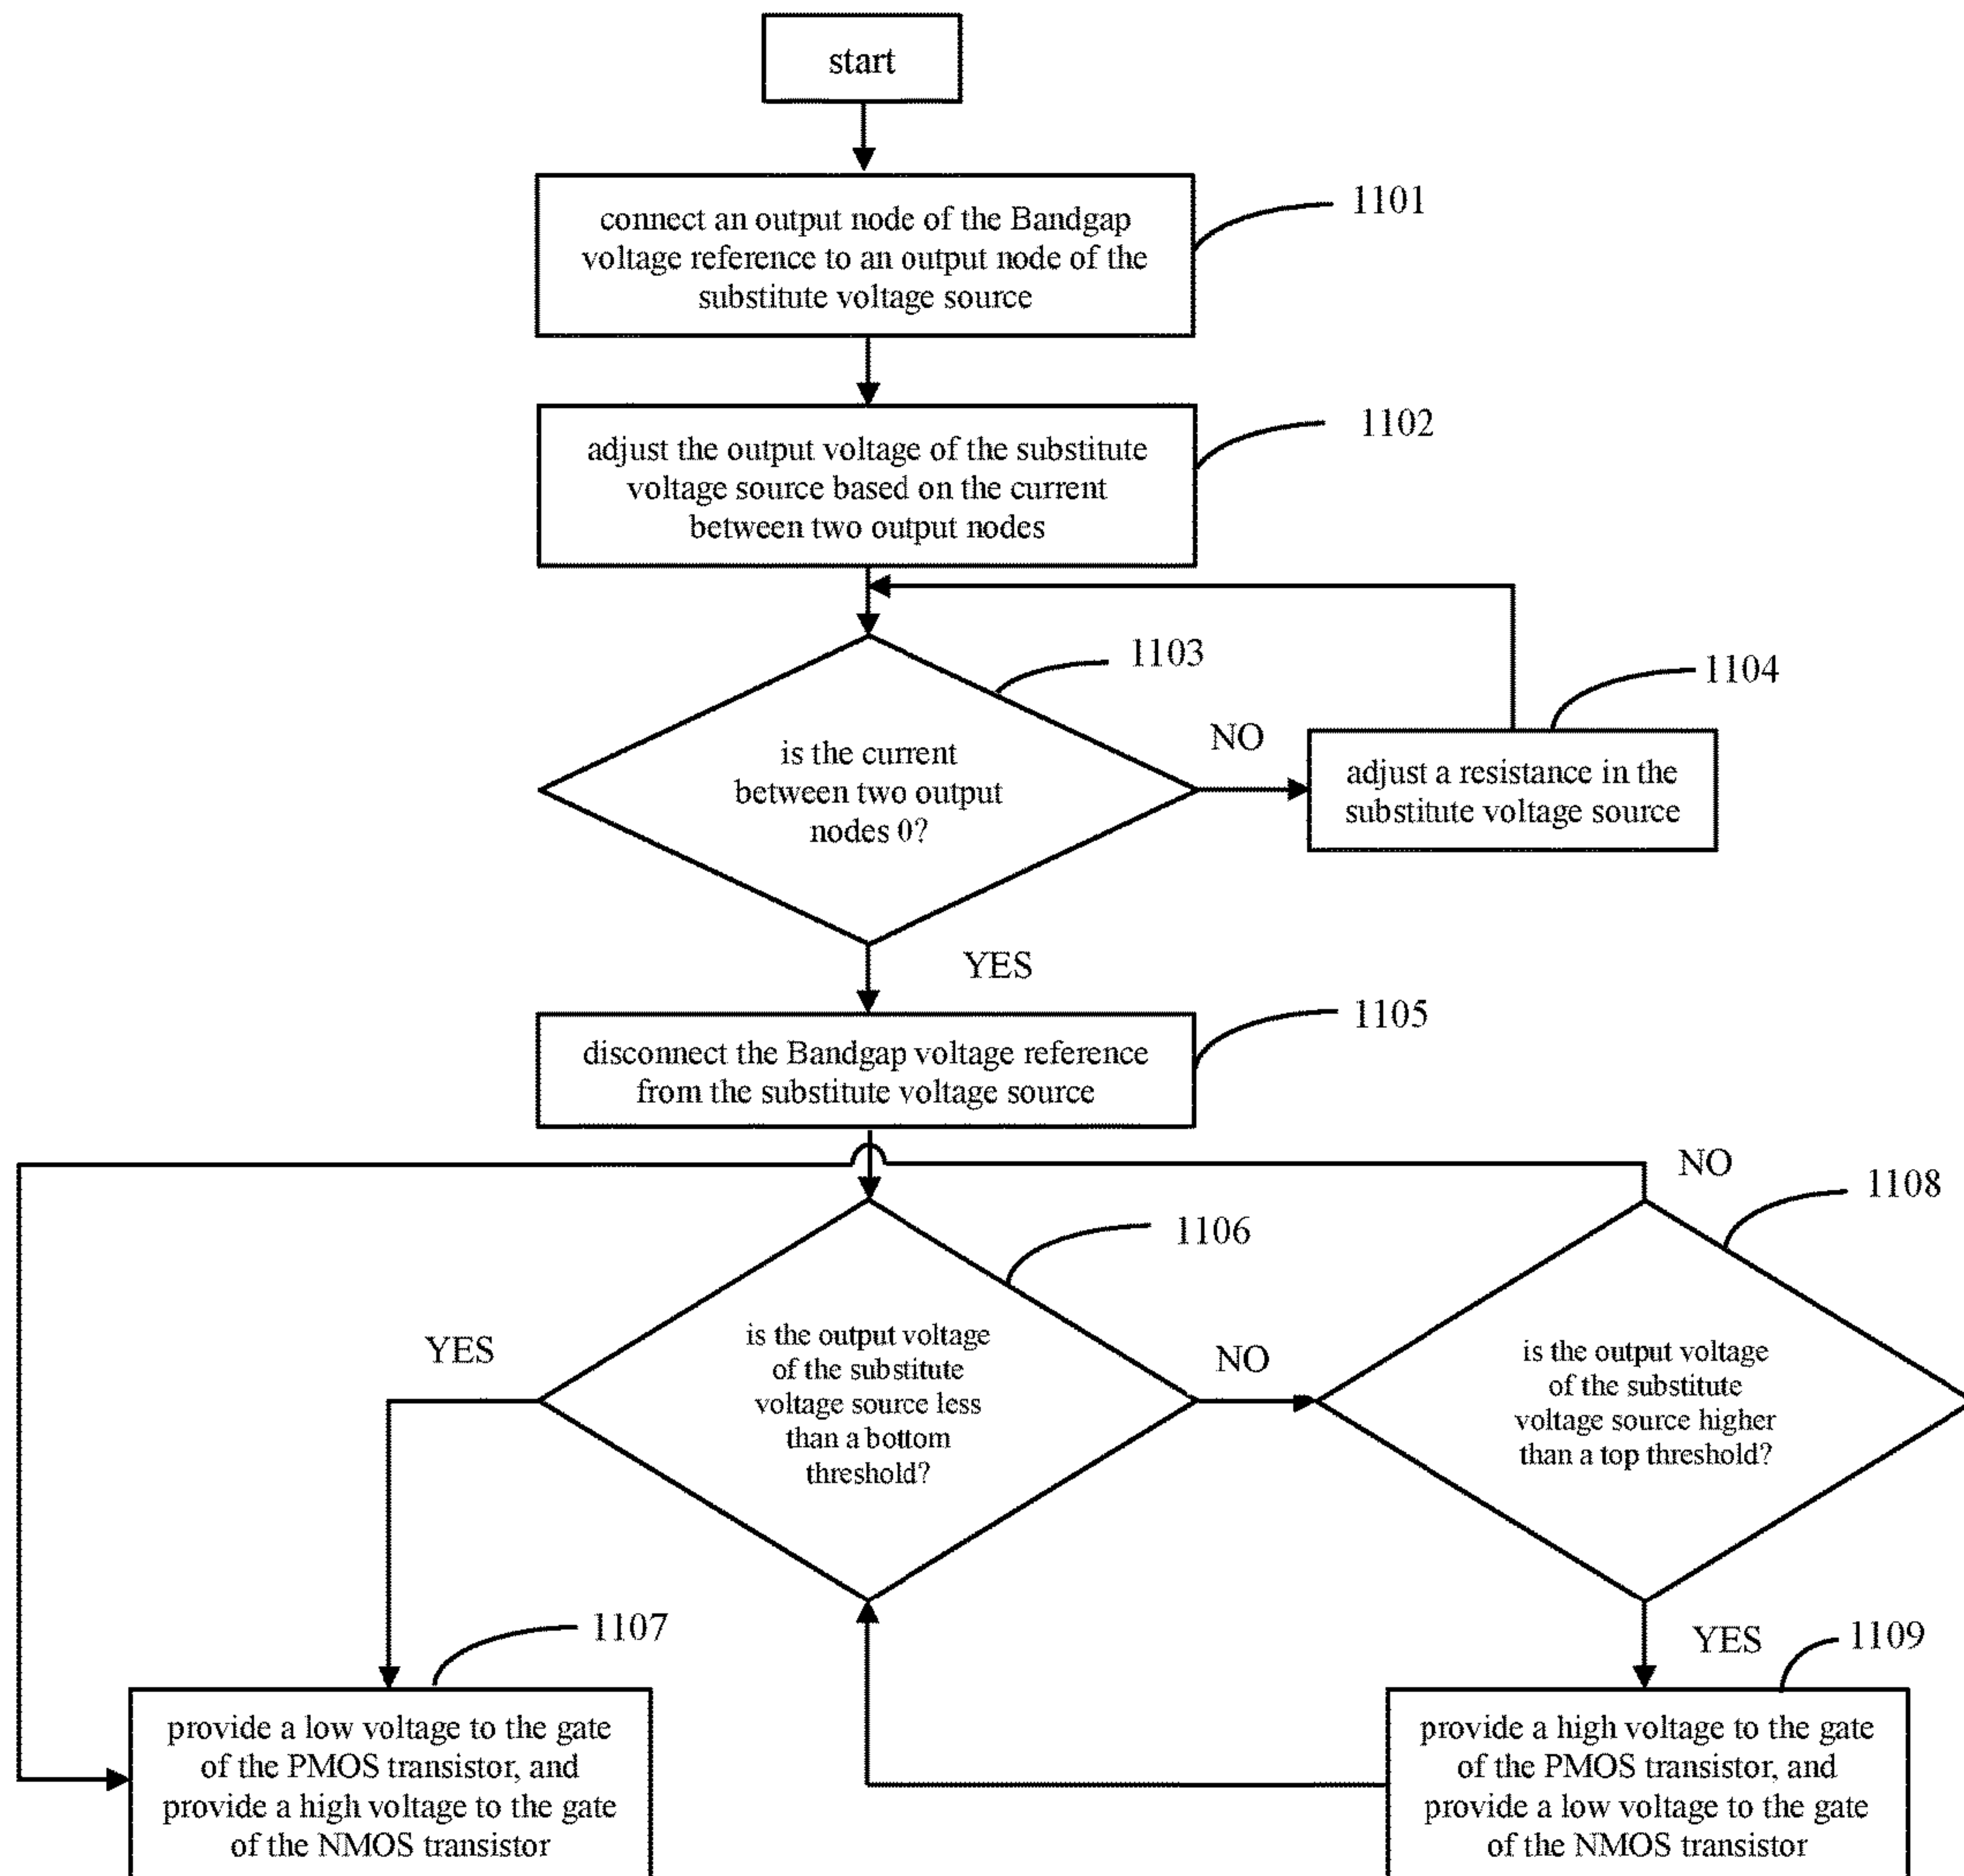 start
connect an output node of the Bandgap
voltage reference to an output node of the
substitute voltage source
1101
adjust the output voltage of the substitute
voltage source based on the current
between two output nodes
1102
is the current
between two output
nodes 0?
1103
NO
adjust a resistance in the
substitute voltage source
1104
YES
disconnect the Bandgap voltage reference
from the substitute voltage source
1105
is the output voltage
of the substitute
voltage source less
than a bottom
threshold?
1106
YES
NO
is the output voltage
of the substitute
voltage source higher
than a top threshold?
1108
NO
YES
provide a low voltage to the gate
of the PMOS transistor, and
provide a high voltage to the gate
of the NMOS transistor
1107
provide a high voltage to the gate
of the PMOS transistor, and
provide a low voltage to the gate
of the NMOS transistor
1109